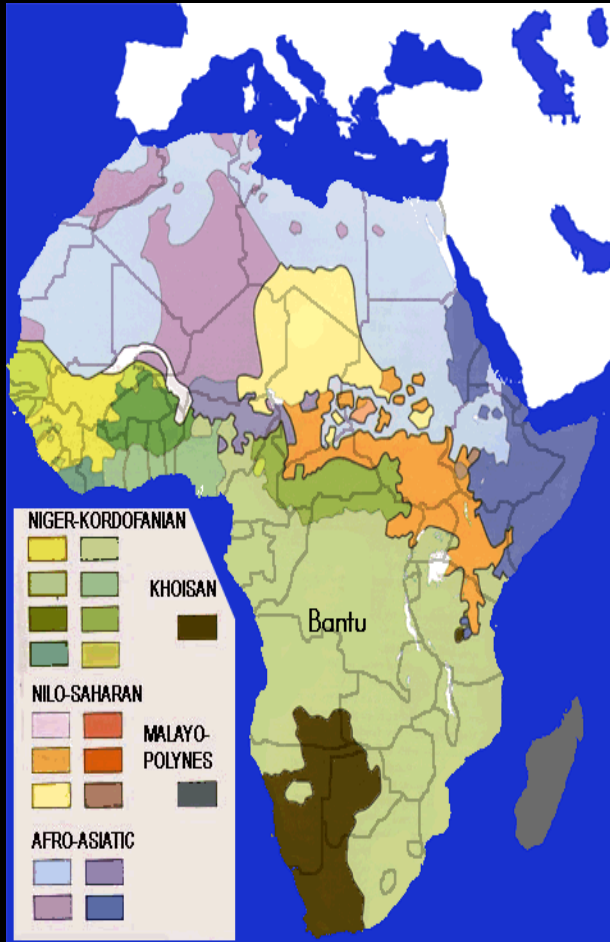 NIGER-KORDOFANIAN
KHOISAN
Bantu
NILO-SAHARAN
MALAYO-
POLYNES
AFRO-ASIATIC